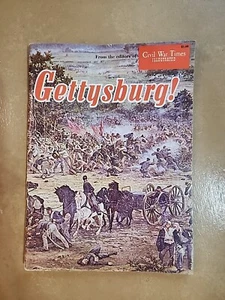 From the editors of
Civil War Times
ILLUSTRATED
Gettysburg!